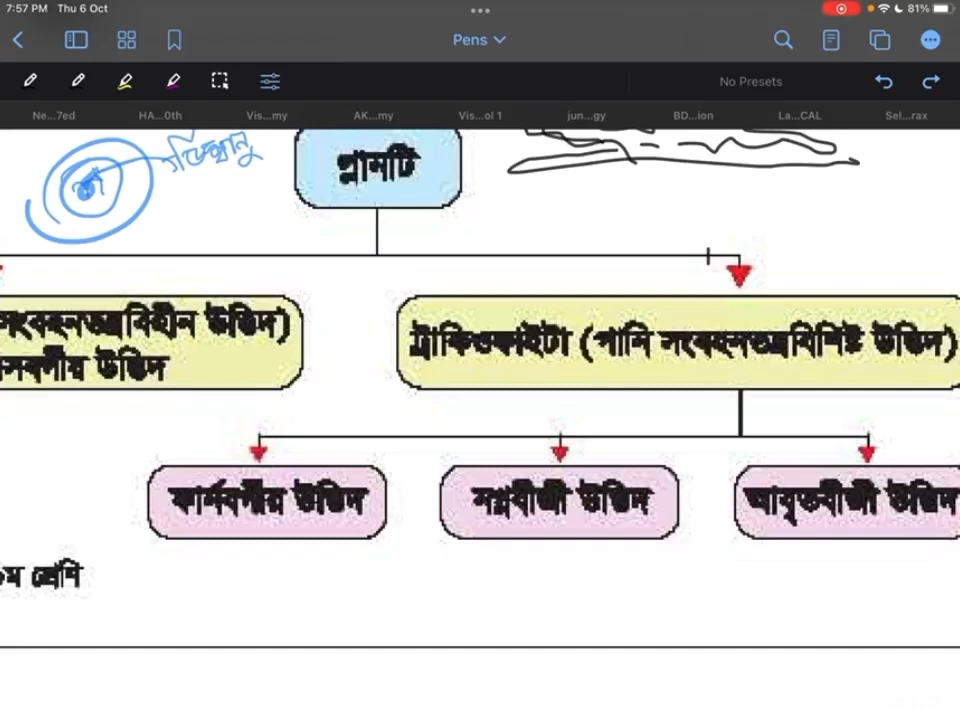 7:57 PM Thu 6 Oct
81%
Pens
No Presets
Ne...7ed
HA...0th
Vis...my
AK...my
Vis...ol 1
jun...gy
BD...ion
La...CAL
Sel...rax
প্লানটি
সংবহনতন্ত্রবিহীন উদ্ভিদ)
মসবর্গীয় উদ্ভিদ
ট্রাকিওফাইটা (পানি সংবহনতন্ত্রবিশিষ্ট উদ্ভিদ)
ফার্নবর্গীয় উদ্ভিদ
নগ্নবীজী উদ্ভিদ
আবৃতবীজী উদ্ভিদ
ম শ্রেণি